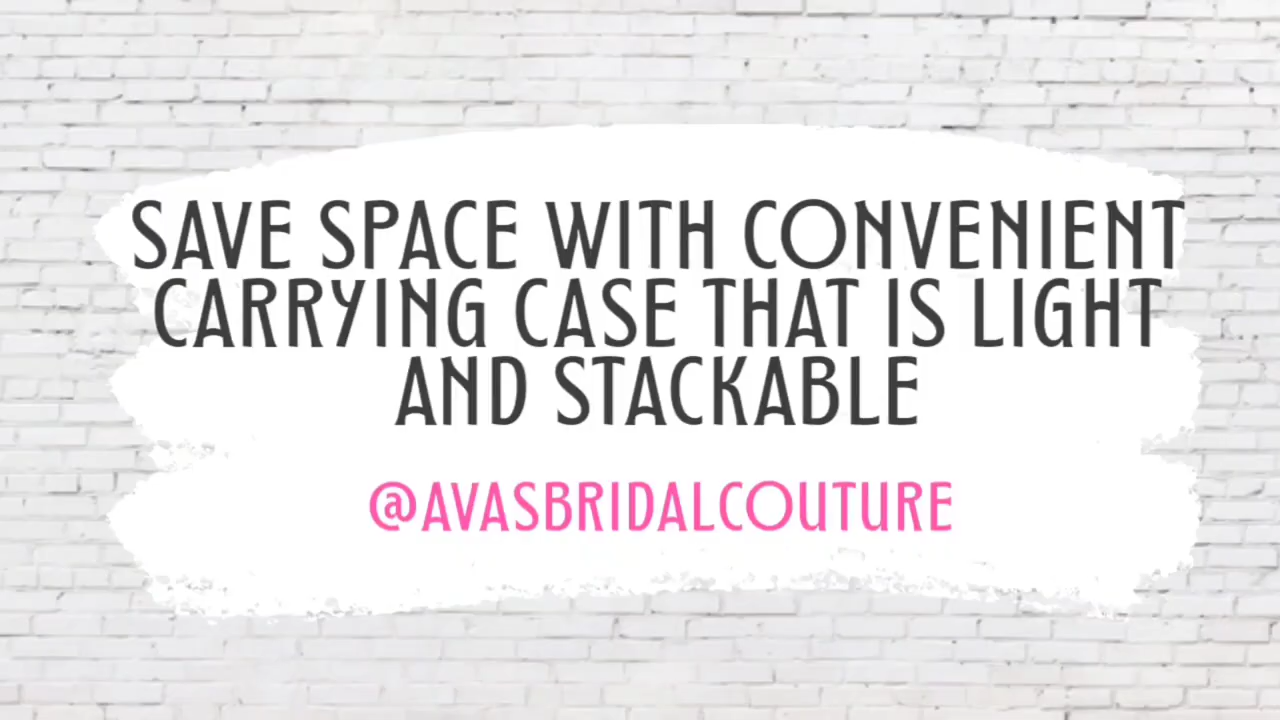 SAVE SPACE WITH CONVENIENT
CARRYING CASE THAT IS LIGHT
AND STACKABLE
@AVASBRIDALCOUTURE